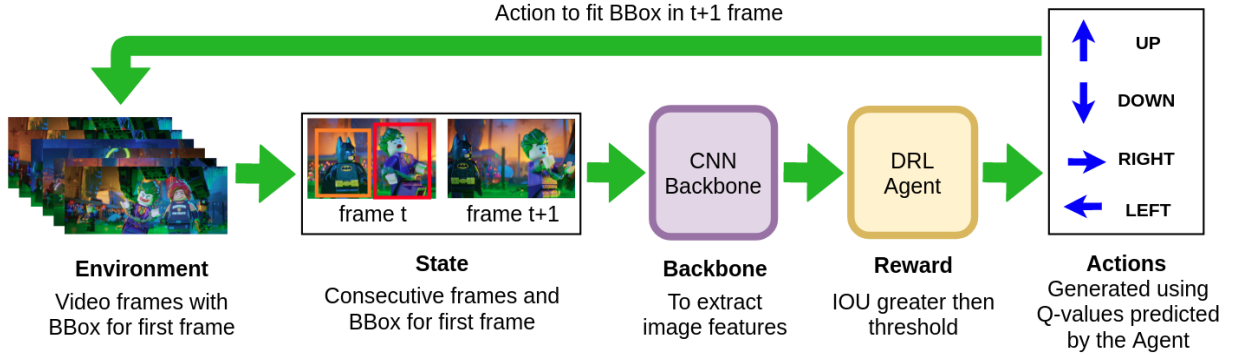 Action to fit BBox in t+1 frame
UP
DOWN
RIGHT
LEFT
frame t
frame t+1
CNN
Backbone
DRL
Agent
Environment
Video frames with
BBox for first frame
State
Consecutive frames and
BBox for first frame
Backbone
To extract
image features
Reward
IOU greater then
threshold
Actions
Generated using
Q-values predicted
by the Agent